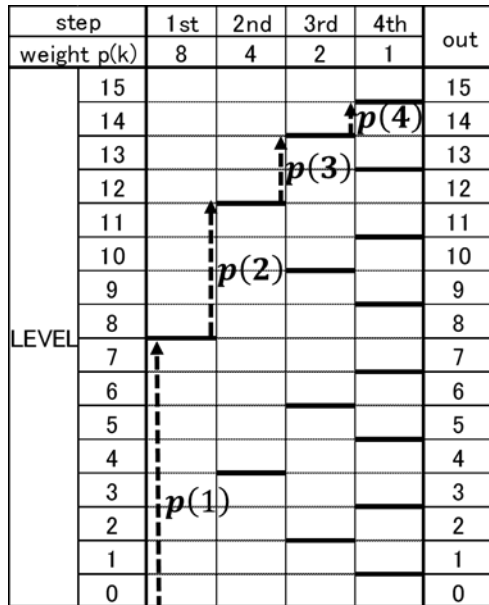 step 1st 2nd 3rd 4th out
weight p(k) 8 4 2 1
15 15
14 p(4) 14
13 p(3) 13
12 12
11 11
10 p(2) 10
9 9
8 8
LEVEL 7 7
6 6
5 5
4 4
3 p(1) 3
2 2
1 1
0 0